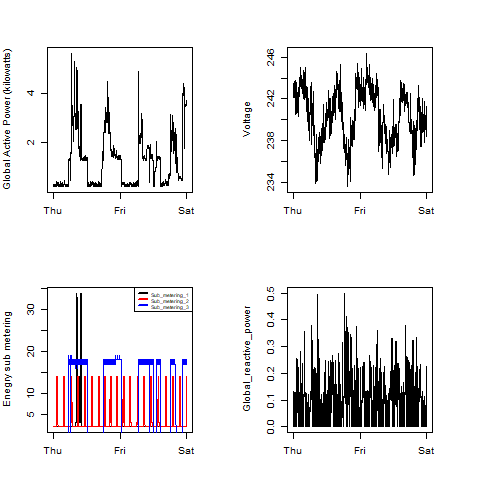 Global Active Power (kilowatts)
2
4
Thu
Fri
Sat
Voltage
234
238
242
246
Thu
Fri
Sat
Enegry sub metering
5
10
20
30
Sub_metering_1
Sub_metering_2
Sub_metering_3
Thu
Fri
Sat
Global_reactive_power
0.0
0.1
0.2
0.3
0.4
0.5
Thu
Fri
Sat